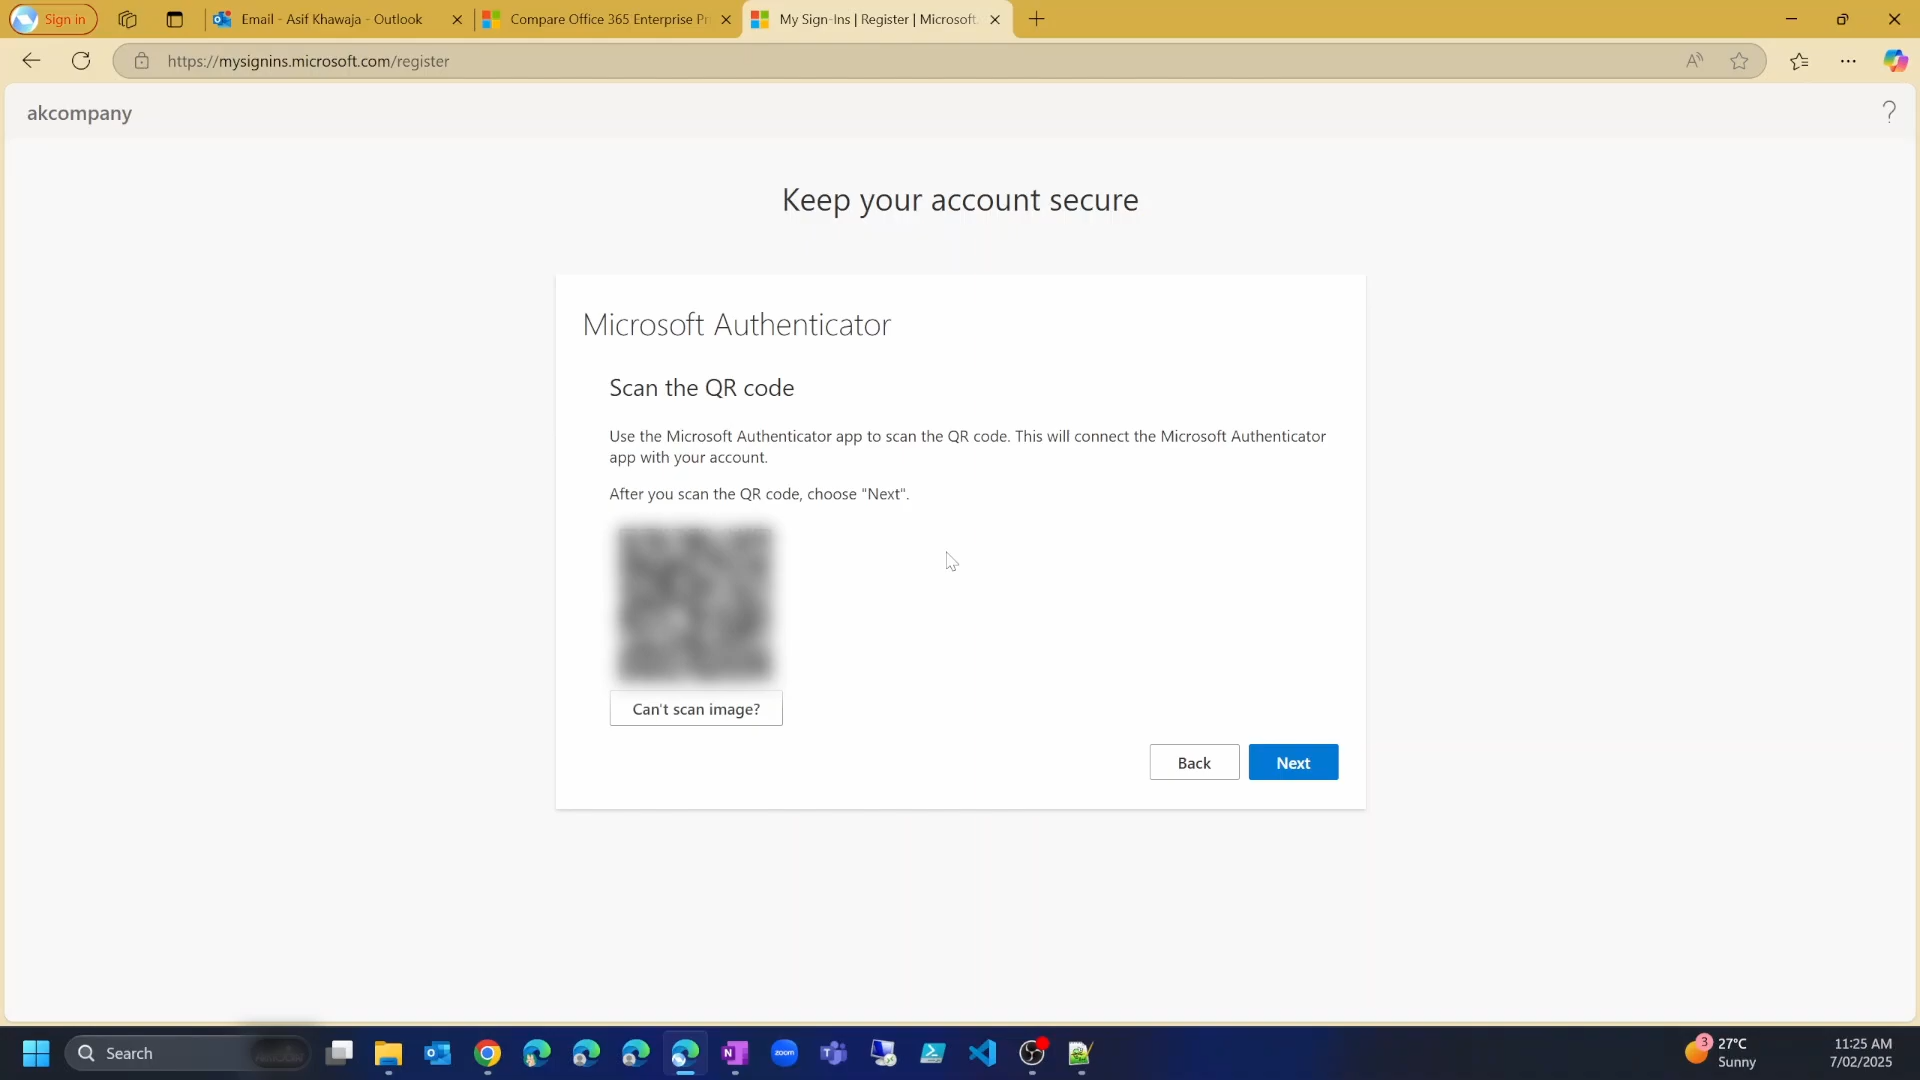 Sign in
Email - Asif Khawaja - Outlook
Compare Office 365 Enterprise Pr
My Sign-Ins | Register | Microsoft
https://mysignins.microsoft.com/register
akcompany
?
Keep your account secure
Microsoft Authenticator
Scan the QR code
Use the Microsoft Authenticator app to scan the QR code. This will connect the Microsoft Authenticator
app with your account.
After you scan the QR code, choose "Next".
Can't scan image?
Back
Next
Search
zoom
3
27°C
Sunny
11:25 AM
7/02/2025